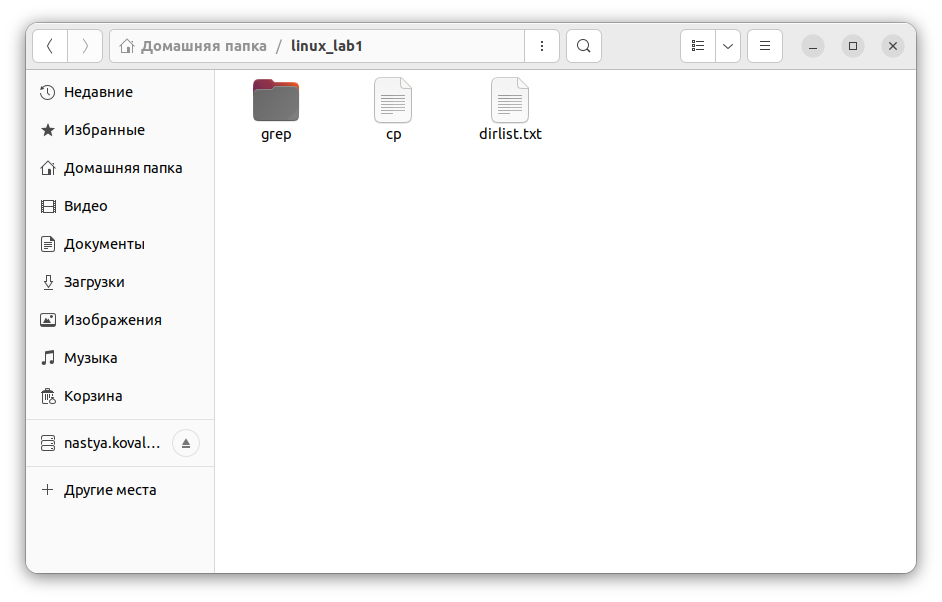 Домашняя папка / linux_lab1
Недавние
Избранные
Домашняя папка
Видео
Документы
Загрузки
Изображения
Музыка
Корзина
nastya.koval...
Другие места
grep
cp
dirlist.txt